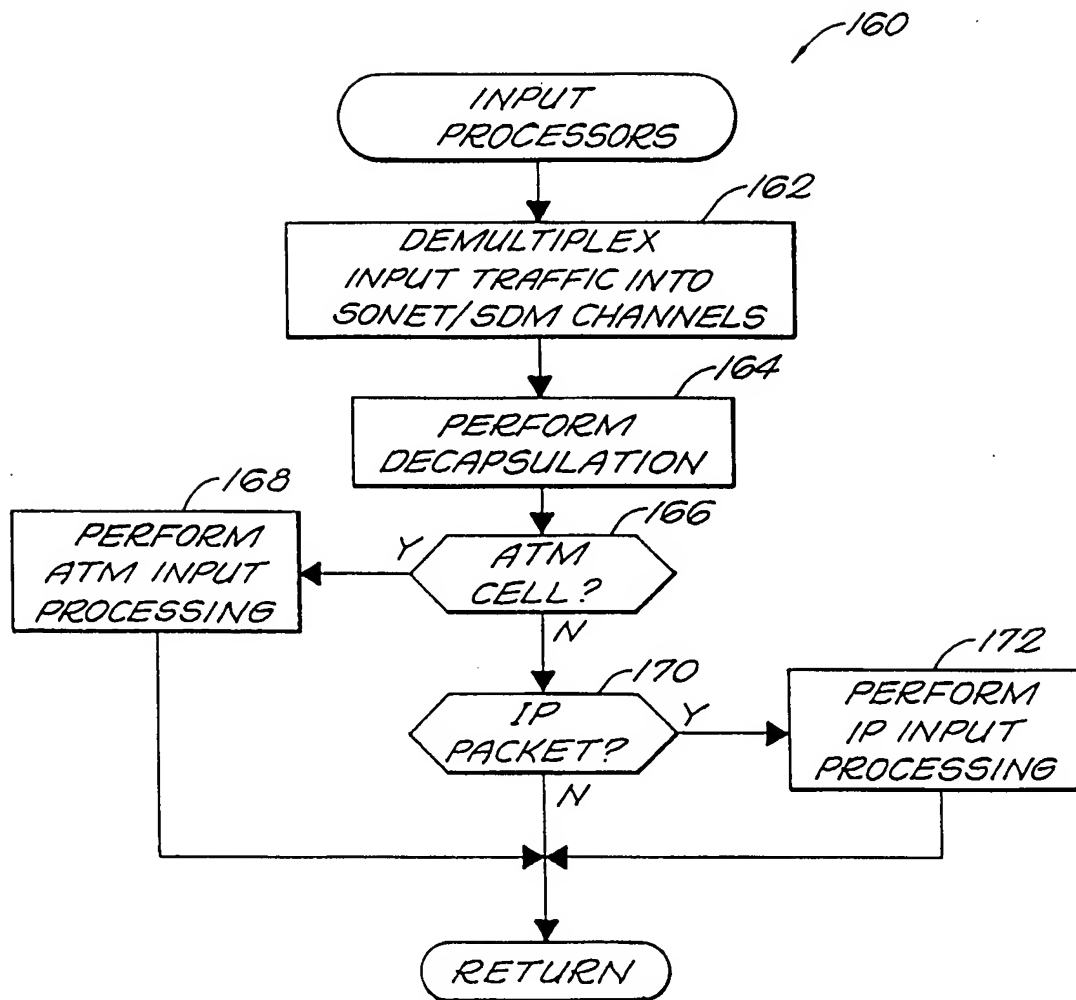 160
INPUT
PROCESSORS
162
DEMULTIPLEX
INPUT TRAFFIC INTO
SONET/SDM CHANNELS
164
PERFORM
DECAPSULATION
168
PERFORM
ATM INPUT
PROCESSING
166
Y
ATM
CELL?
N
170
IP
PACKET?
Y
N
172
PERFORM
IP INPUT
PROCESSING
RETURN